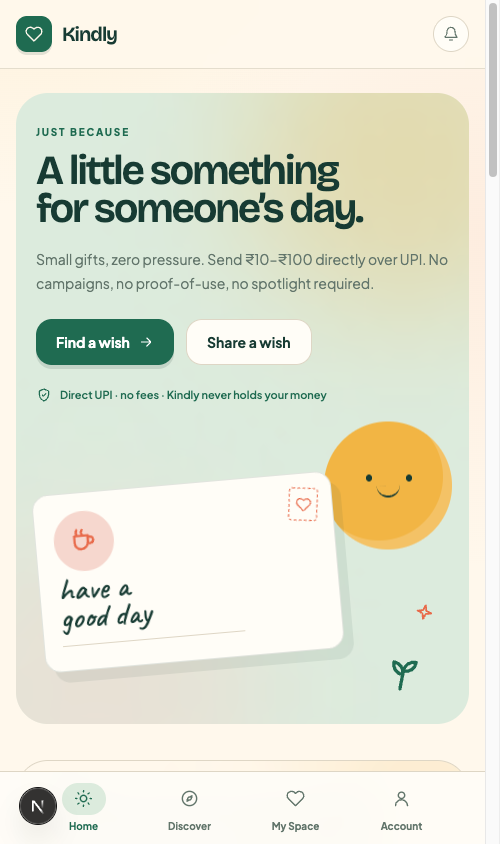 Kindly
JUST BECAUSE
A little something
for someone's day.
Small gifts, zero pressure. Send ₹10–₹100 directly over UPI. No
campaigns, no proof-of-use, no spotlight required.
Find a wish →
Share a wish
Direct UPI · no fees · Kindly never holds your money
have a
good day
N
Home
Discover
My Space
Account